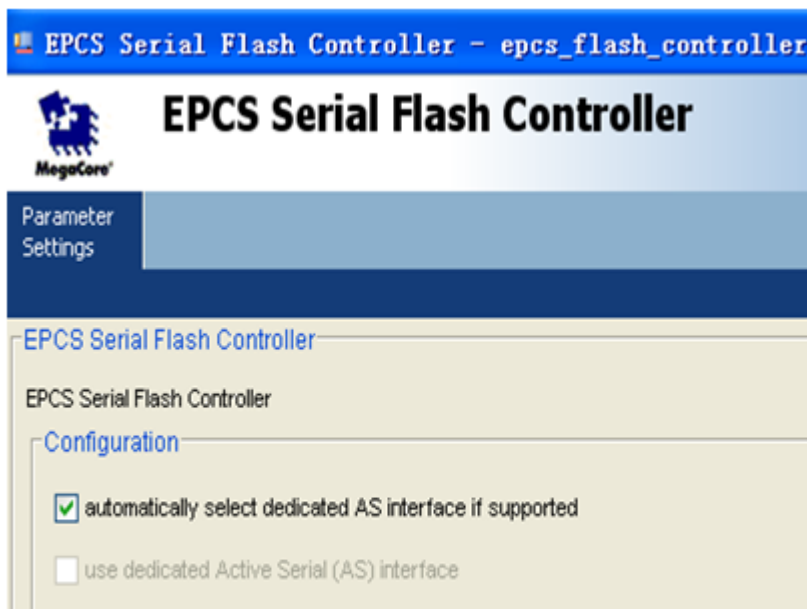 EPCS Serial Flash Controller - epcs_flash_controller
EPCS Serial Flash Controller
MegaCore'
Parameter
Settings
EPCS Serial Flash Controller
EPCS Serial Flash Controller
Configuration
automatically select dedicated AS interface if supported
use dedicated Active Serial (AS) interface